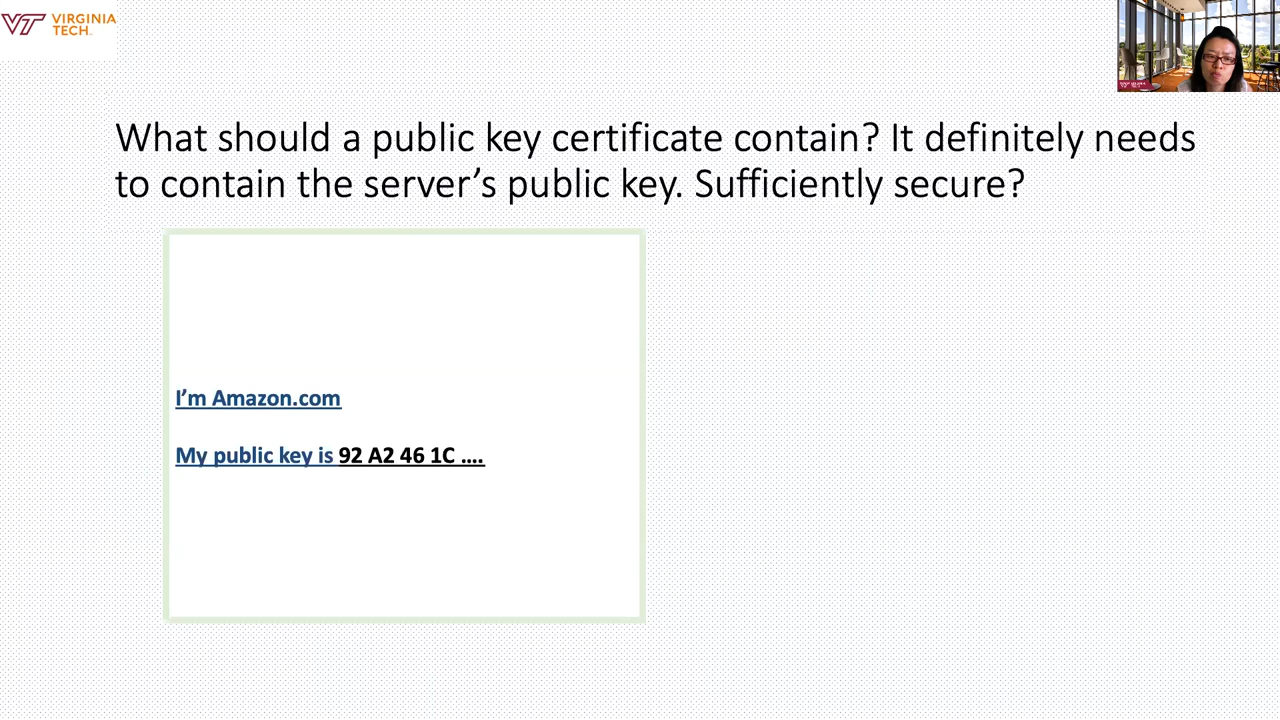 VIRGINIA
TECH
What should a public key certificate contain? It definitely needs
to contain the server’s public key. Sufficiently secure?
I’m Amazon.com
My public key is 92 A2 46 1C ….